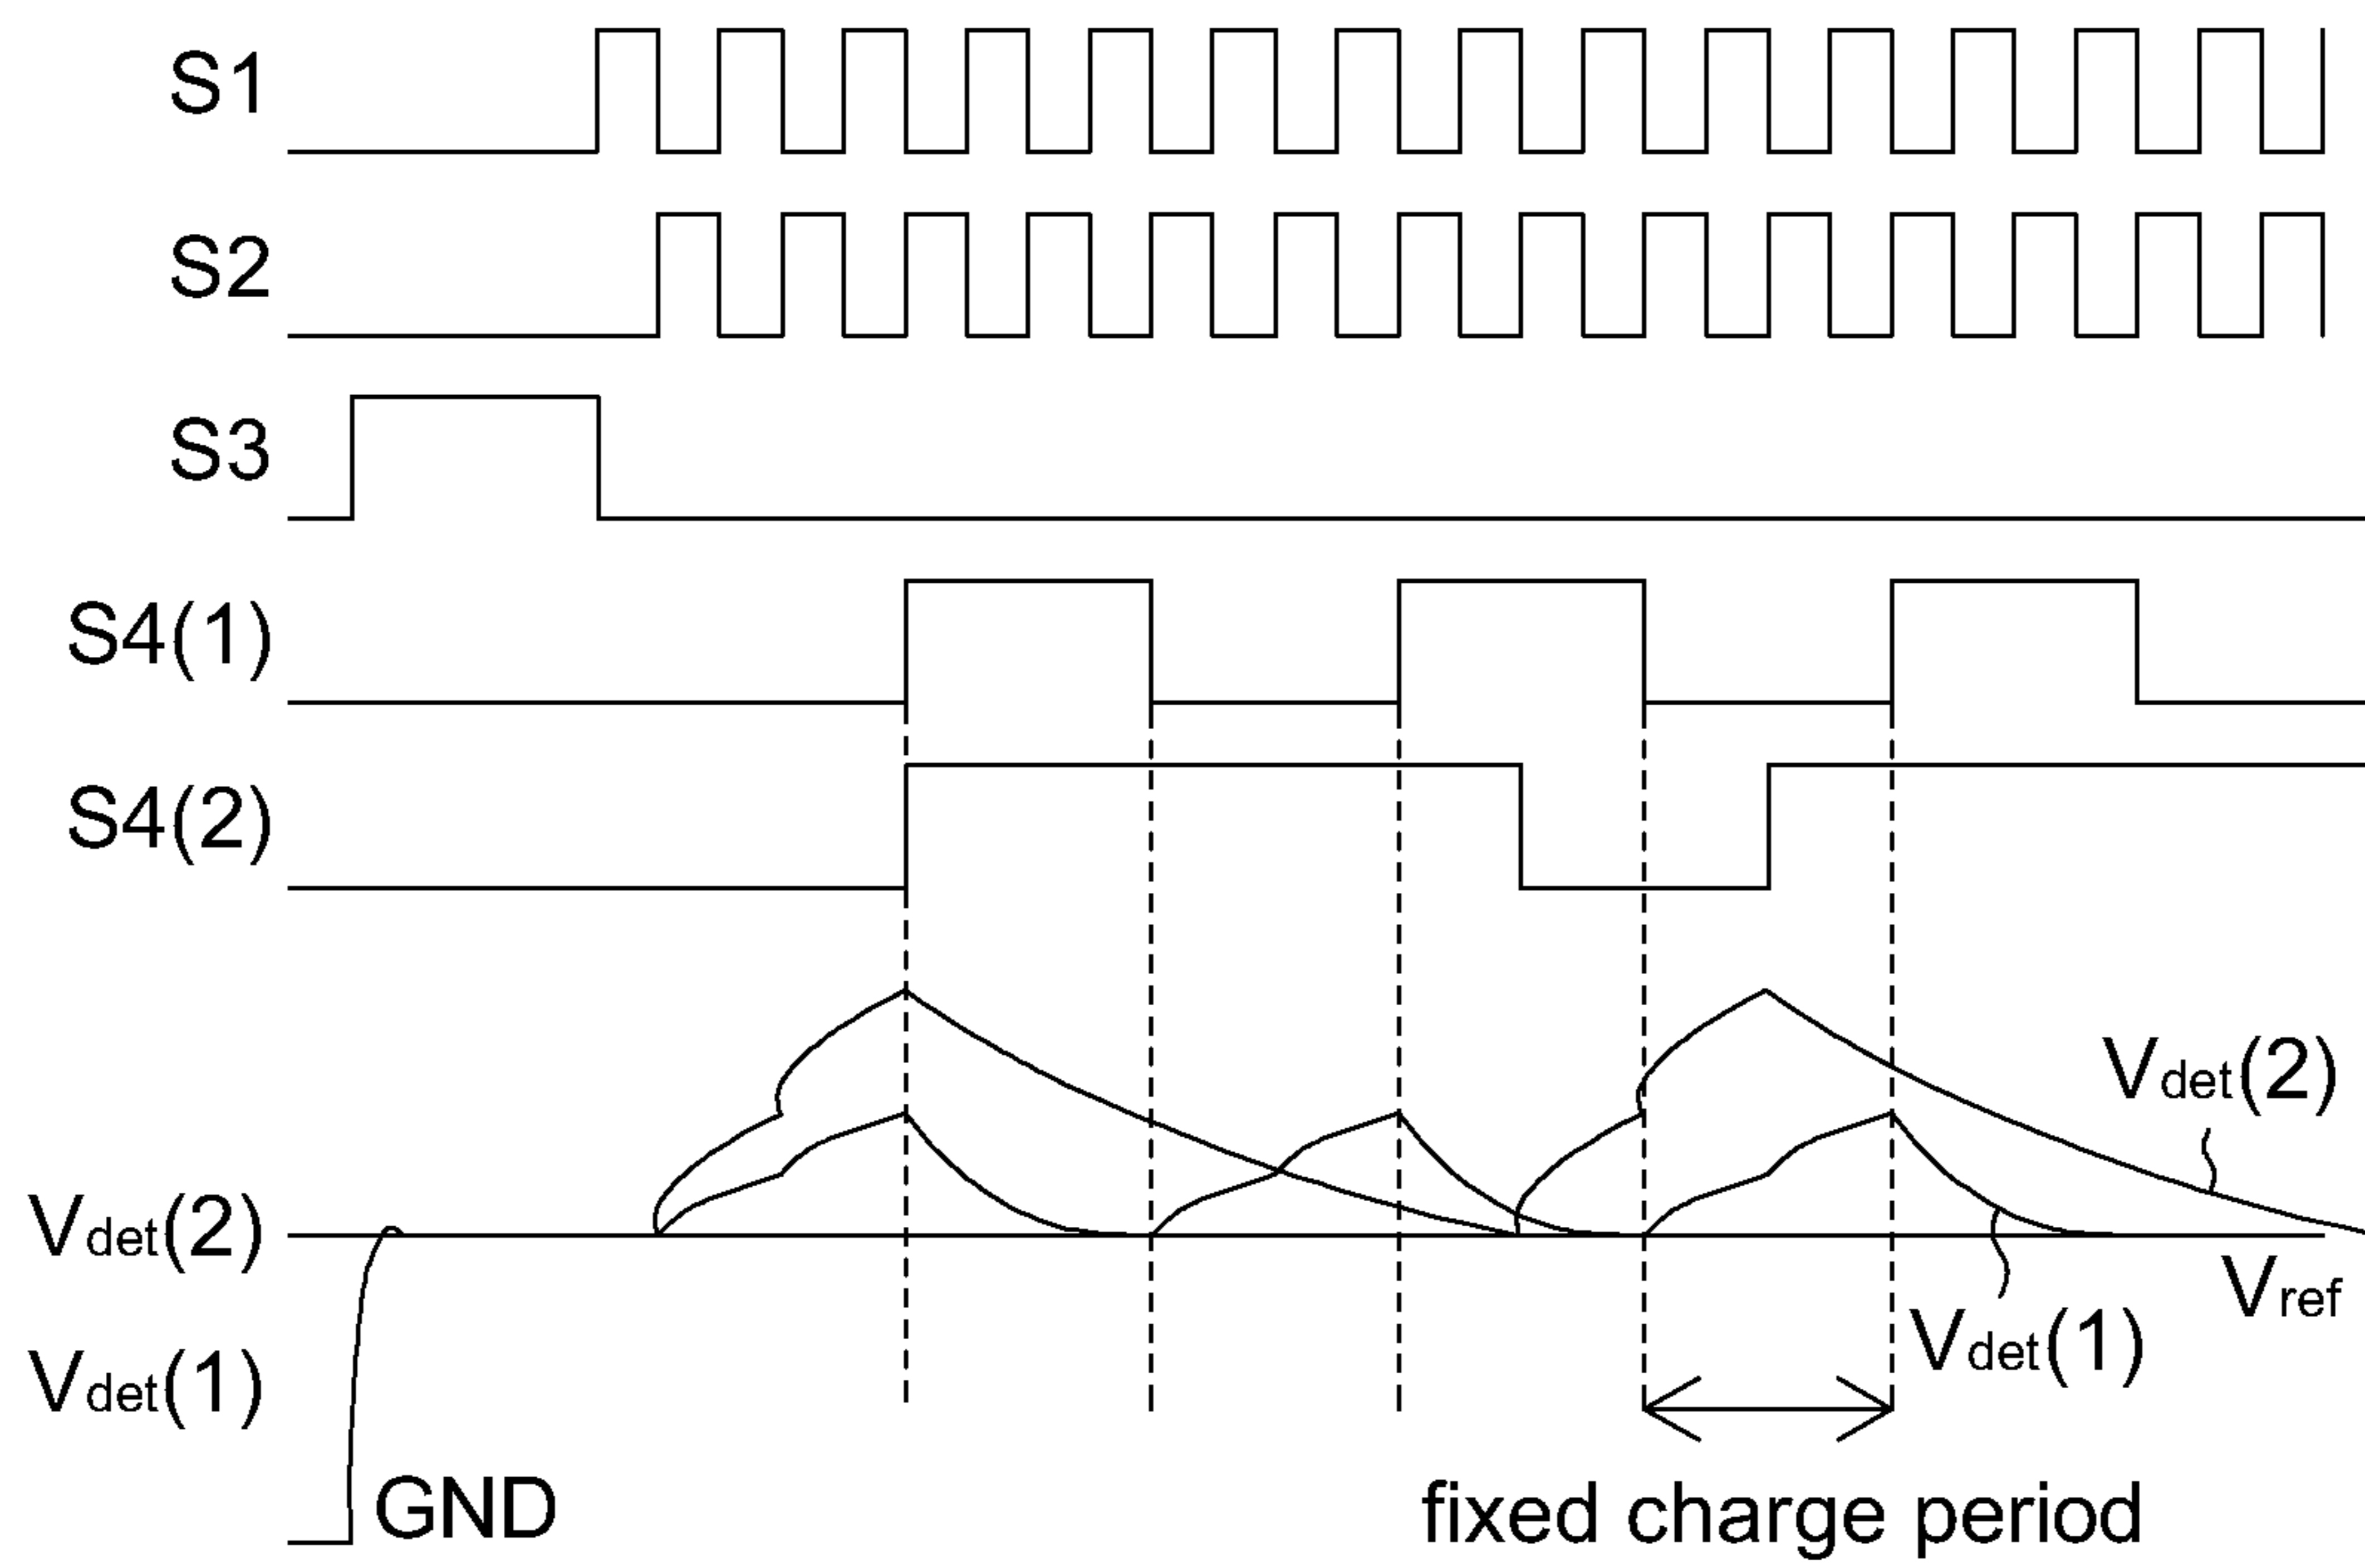 S1
S2
S3
S4(1)
S4(2)
Vdet(2)
Vdet(2)
Vref
Vdet(1)
Vdet(1)
GND
fixed charge period